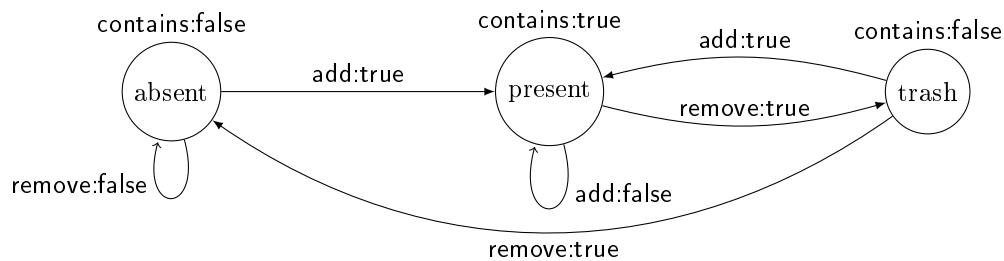 contains:false
contains:true
contains:false
absent
add:true
present
add:true
remove:true
trash
remove:false
add:false
remove:true